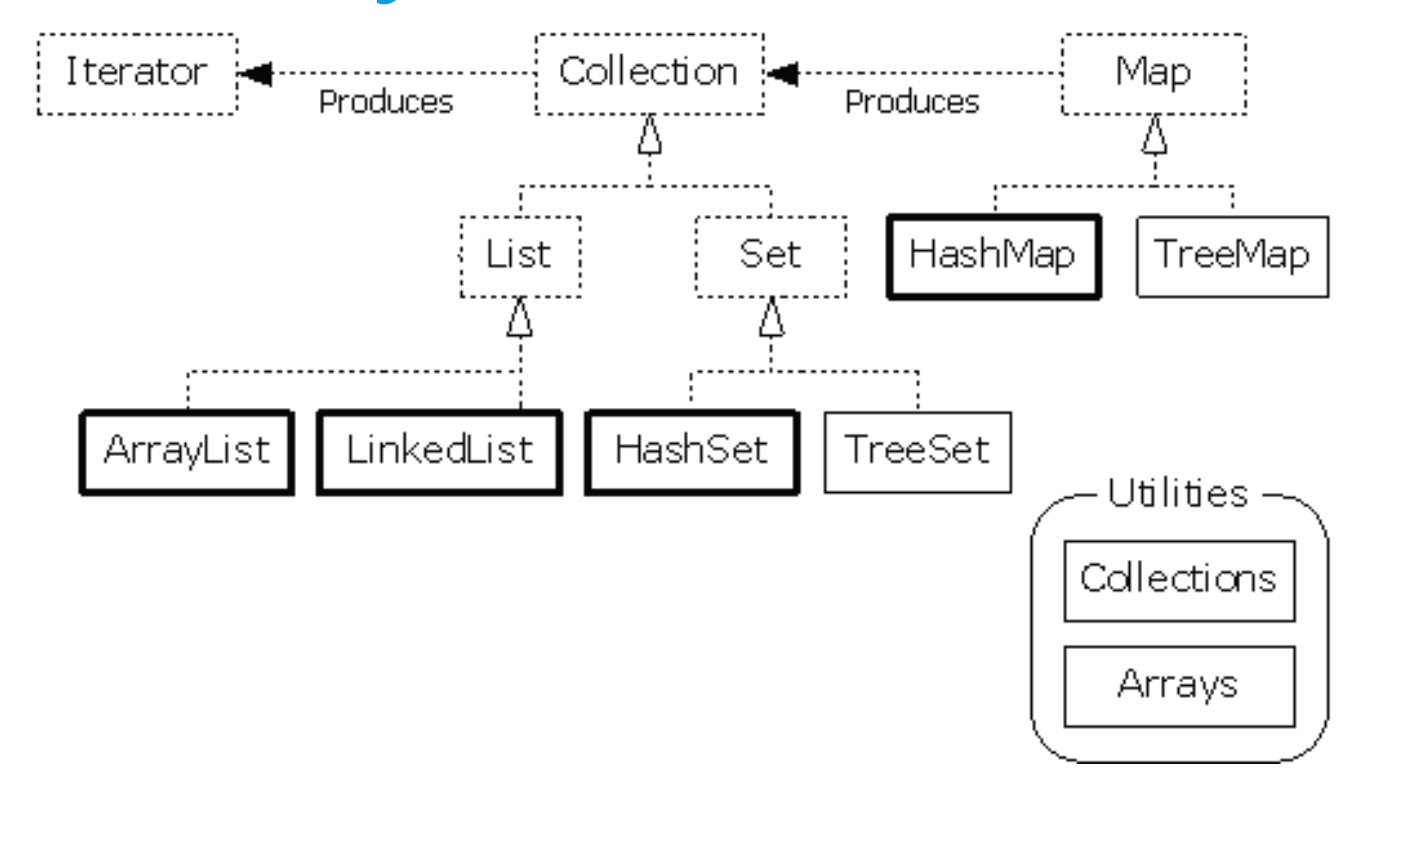 Iterator
Collection
Map
Produces
Produces
List
Set
HashMap
TreeMap
ArrayList
LinkedList
HashSet
TreeSet
Utilities
Collections
Arrays